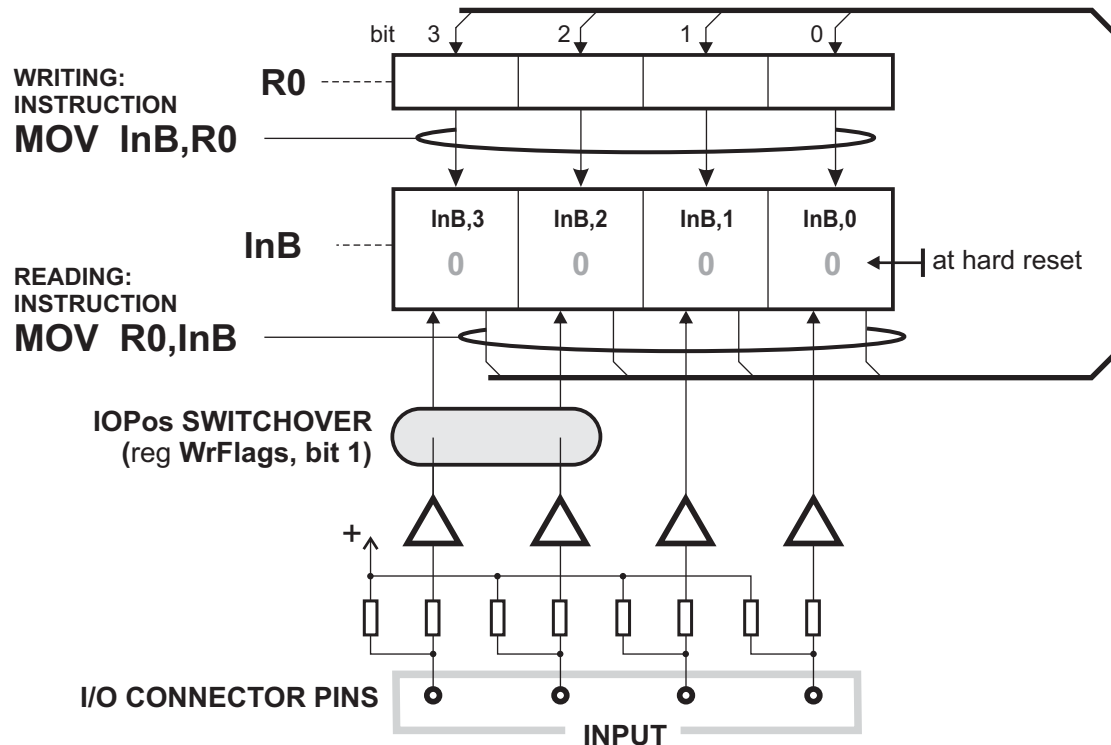 bit 3 2 1 0
WRITING:
INSTRUCTION
MOV InB,R0
R0
InB,3 InB,2 InB,1 InB,0
InB
0 0 0 0
at hard reset
READING:
INSTRUCTION
MOV R0,InB
IOPos SWITCHOVER
(reg WrFlags, bit 1)
+
I/O CONNECTOR PINS
INPUT